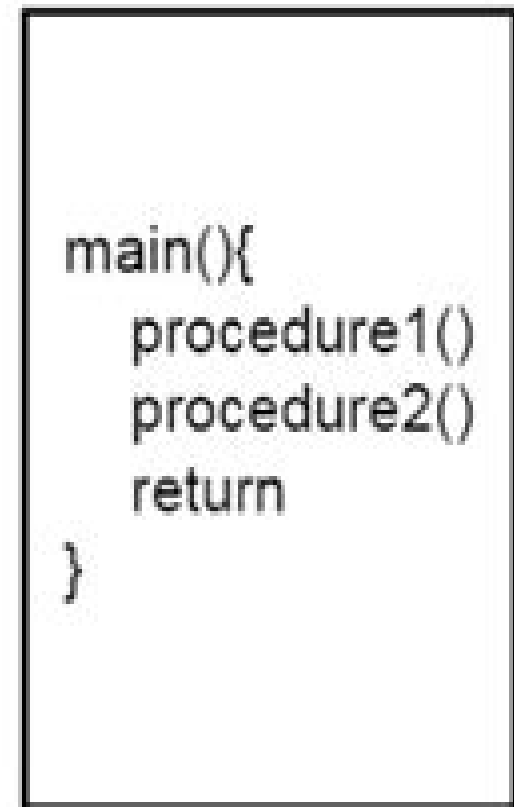 main(){
procedure1()
procedure2()
return
}